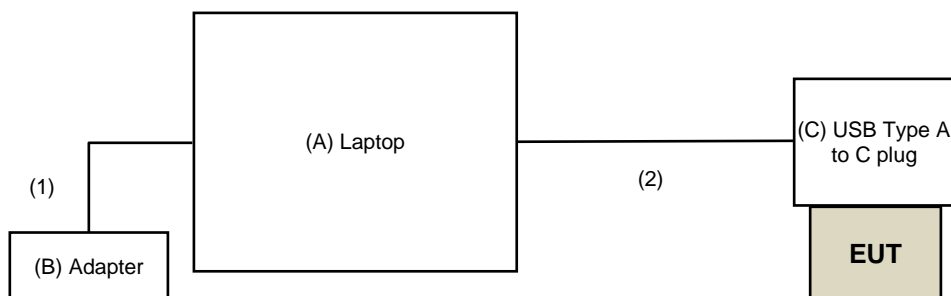 (A) Laptop
(C) USB Type A
to C plug
(1)
(2)
(B) Adapter
EUT